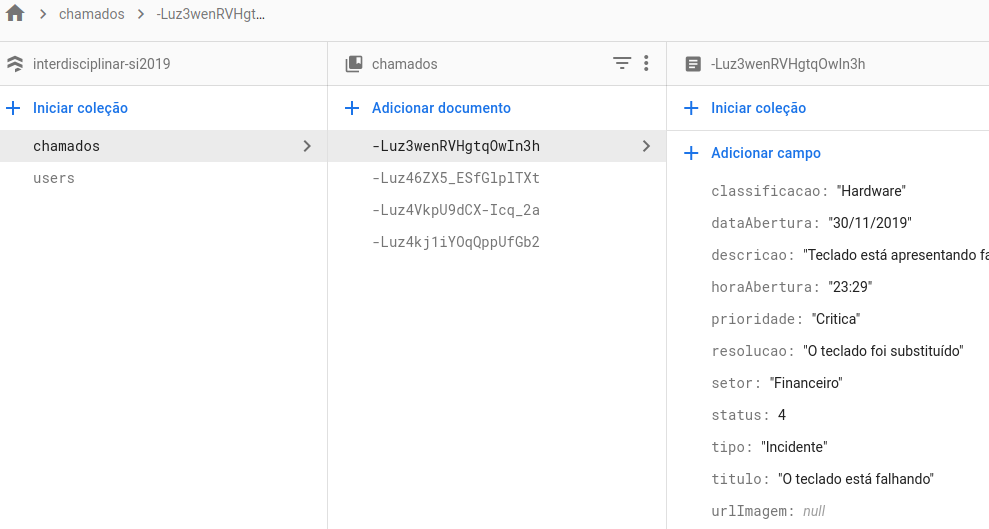 chamados
-Luz3wenRVHgt...
interdisciplinar-si2019
Iniciar coleção
chamados
users
chamados
Adicionar documento
-Luz3wenRVHgtqOwIn3h
-Luz46ZX5_ESfGlplTXt
-Luz4VkpU9dCX-Icq_2a
-Luz4kj1iYOqQppUfGb2
-Luz3wenRVHgtqOwIn3h
Iniciar coleção
Adicionar campo
classificacao: "Hardware"
dataAbertura: "30/11/2019"
descricao: "Teclado está apresentando fa
horaAbertura: "23:29"
prioridade: "Critica"
resolucao: "O teclado foi substituído"
setor: "Financeiro"
status: 4
tipo: "Incidente"
titulo: "O teclado está falhando"
urlImagem: null